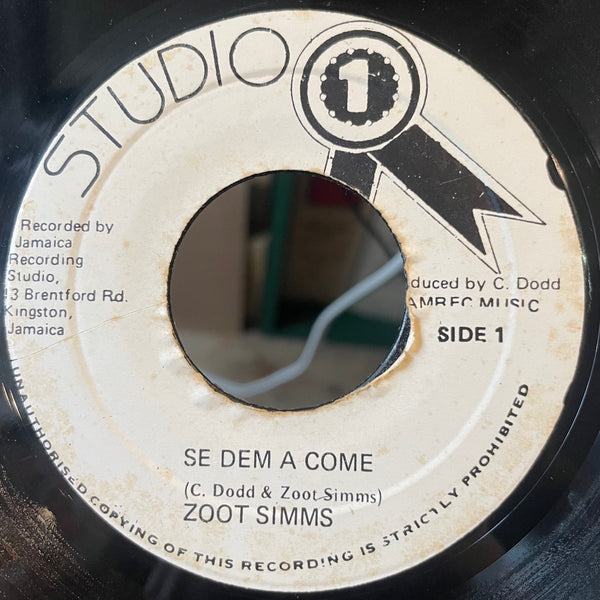 STUDIO 1
Recorded by
Jamaica
Recording
Studio,
13 Brentford Rd.
Kingston,
Jamaica
duced by C. Dodd
AMREC MUSIC
SIDE 1
SE DEM A COME
(C. Dodd & Zoot Simms)
ZOOT SIMMS
UNAUTHORISED COPYING OF THIS RECORDING IS STRICTLY PROHIBITED